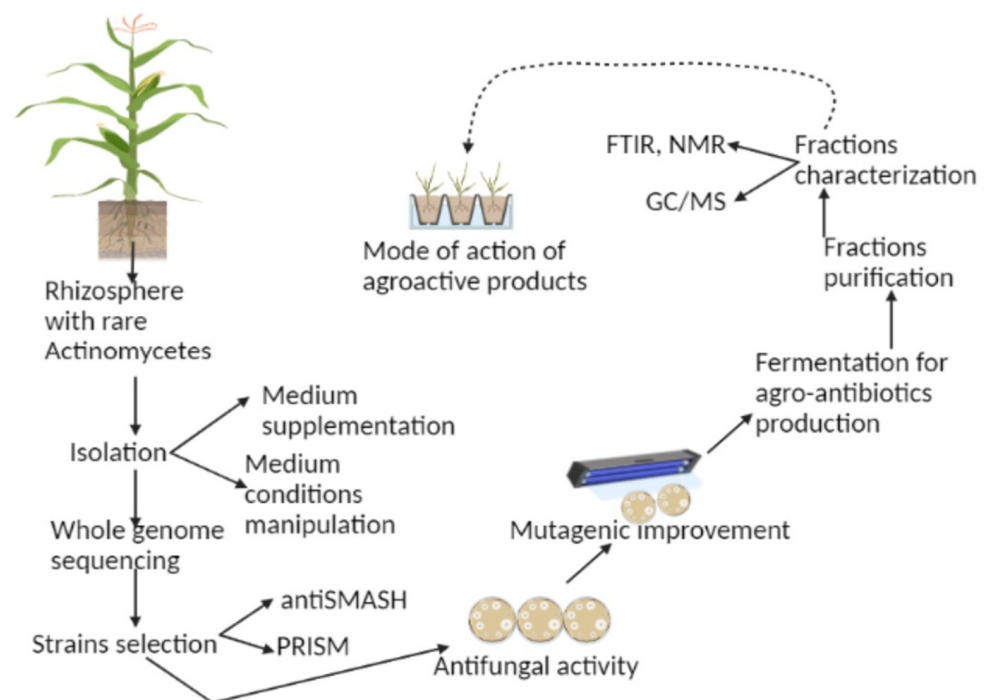 Rhizosphere
with rare
Actinomycetes
Isolation
Medium
supplementation
Medium
conditions
manipulation
Whole genome
sequencing
Strains selection
antiSMASH
PRISM
Antifungal activity
Mutagenic improvement
Fermentation for
agro-antibiotics
production
Fractions
purification
Fractions
characterization
FTIR, NMR
GC/MS
Mode of action of
agroactive products